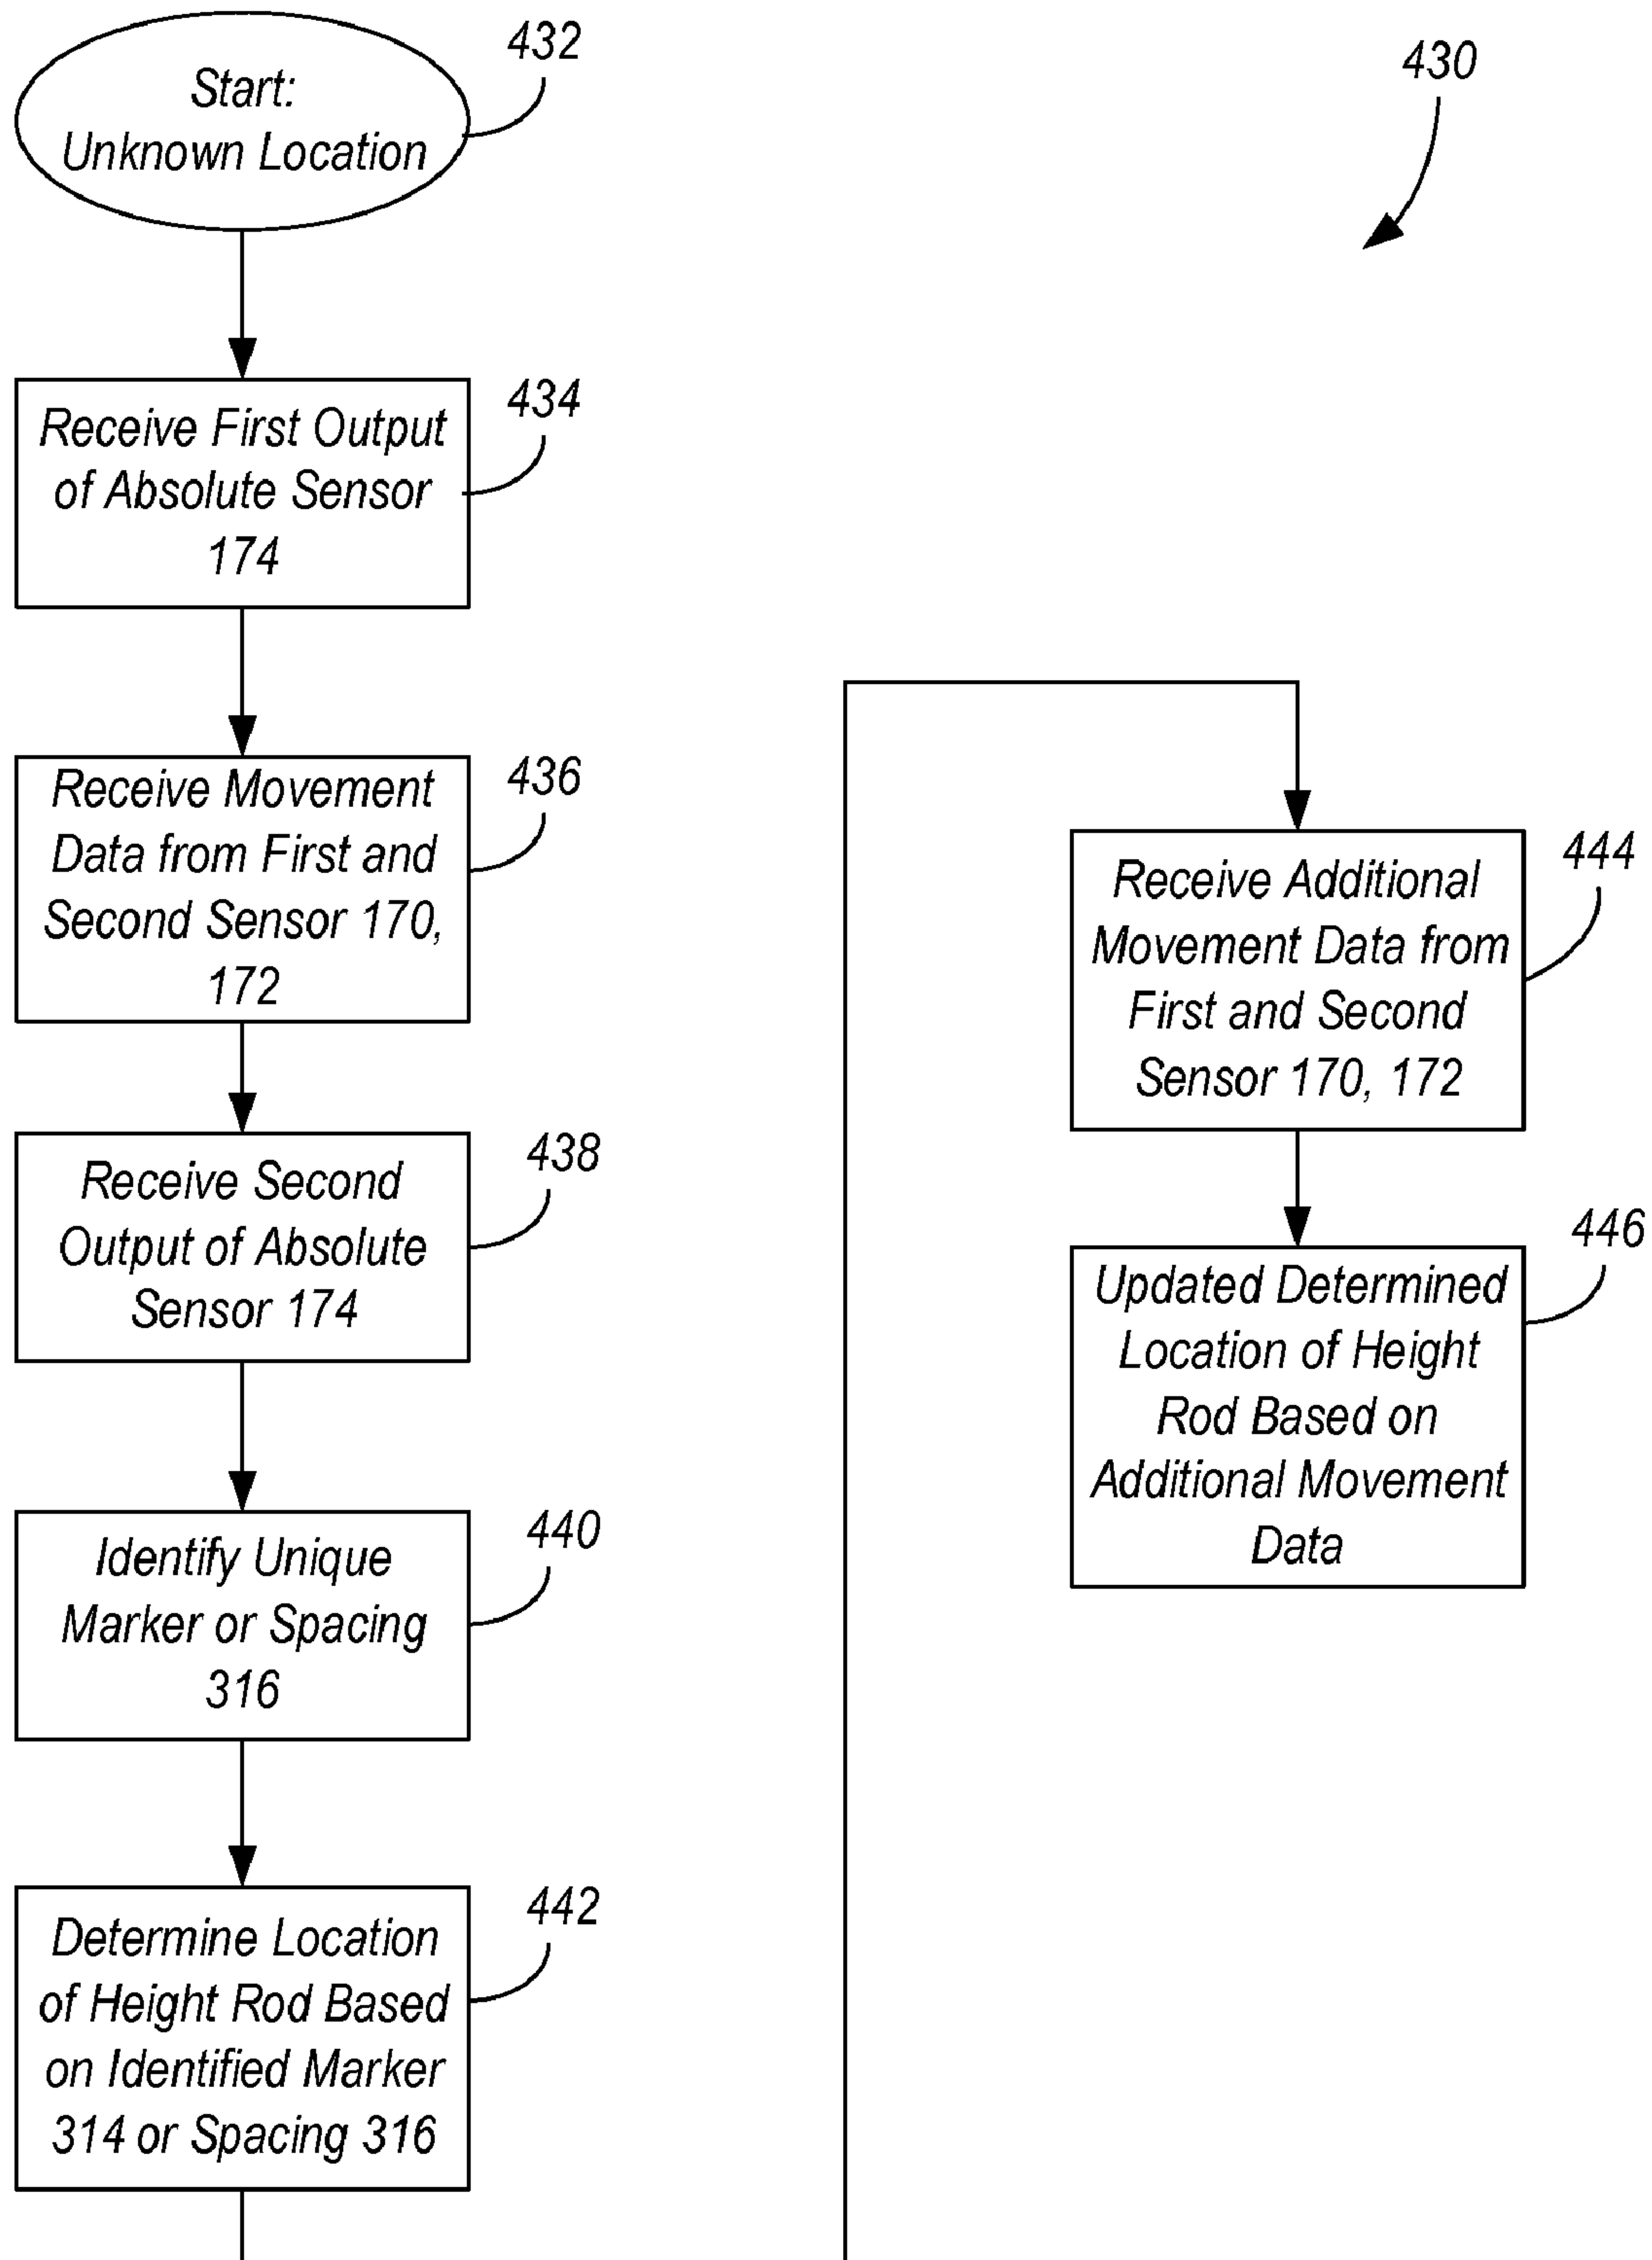 432
Start:
Unknown Location
430
434
Receive First Output
of Absolute Sensor
174
436
Receive Movement
Data from First and
Second Sensor 170,
172
438
Receive Second
Output of Absolute
Sensor 174
440
Identify Unique
Marker or Spacing
316
442
Determine Location
of Height Rod Based
on Identified Marker
314 or Spacing 316
444
Receive Additional
Movement Data from
First and Second
Sensor 170, 172
446
Updated Determined
Location of Height
Rod Based on
Additional Movement
Data